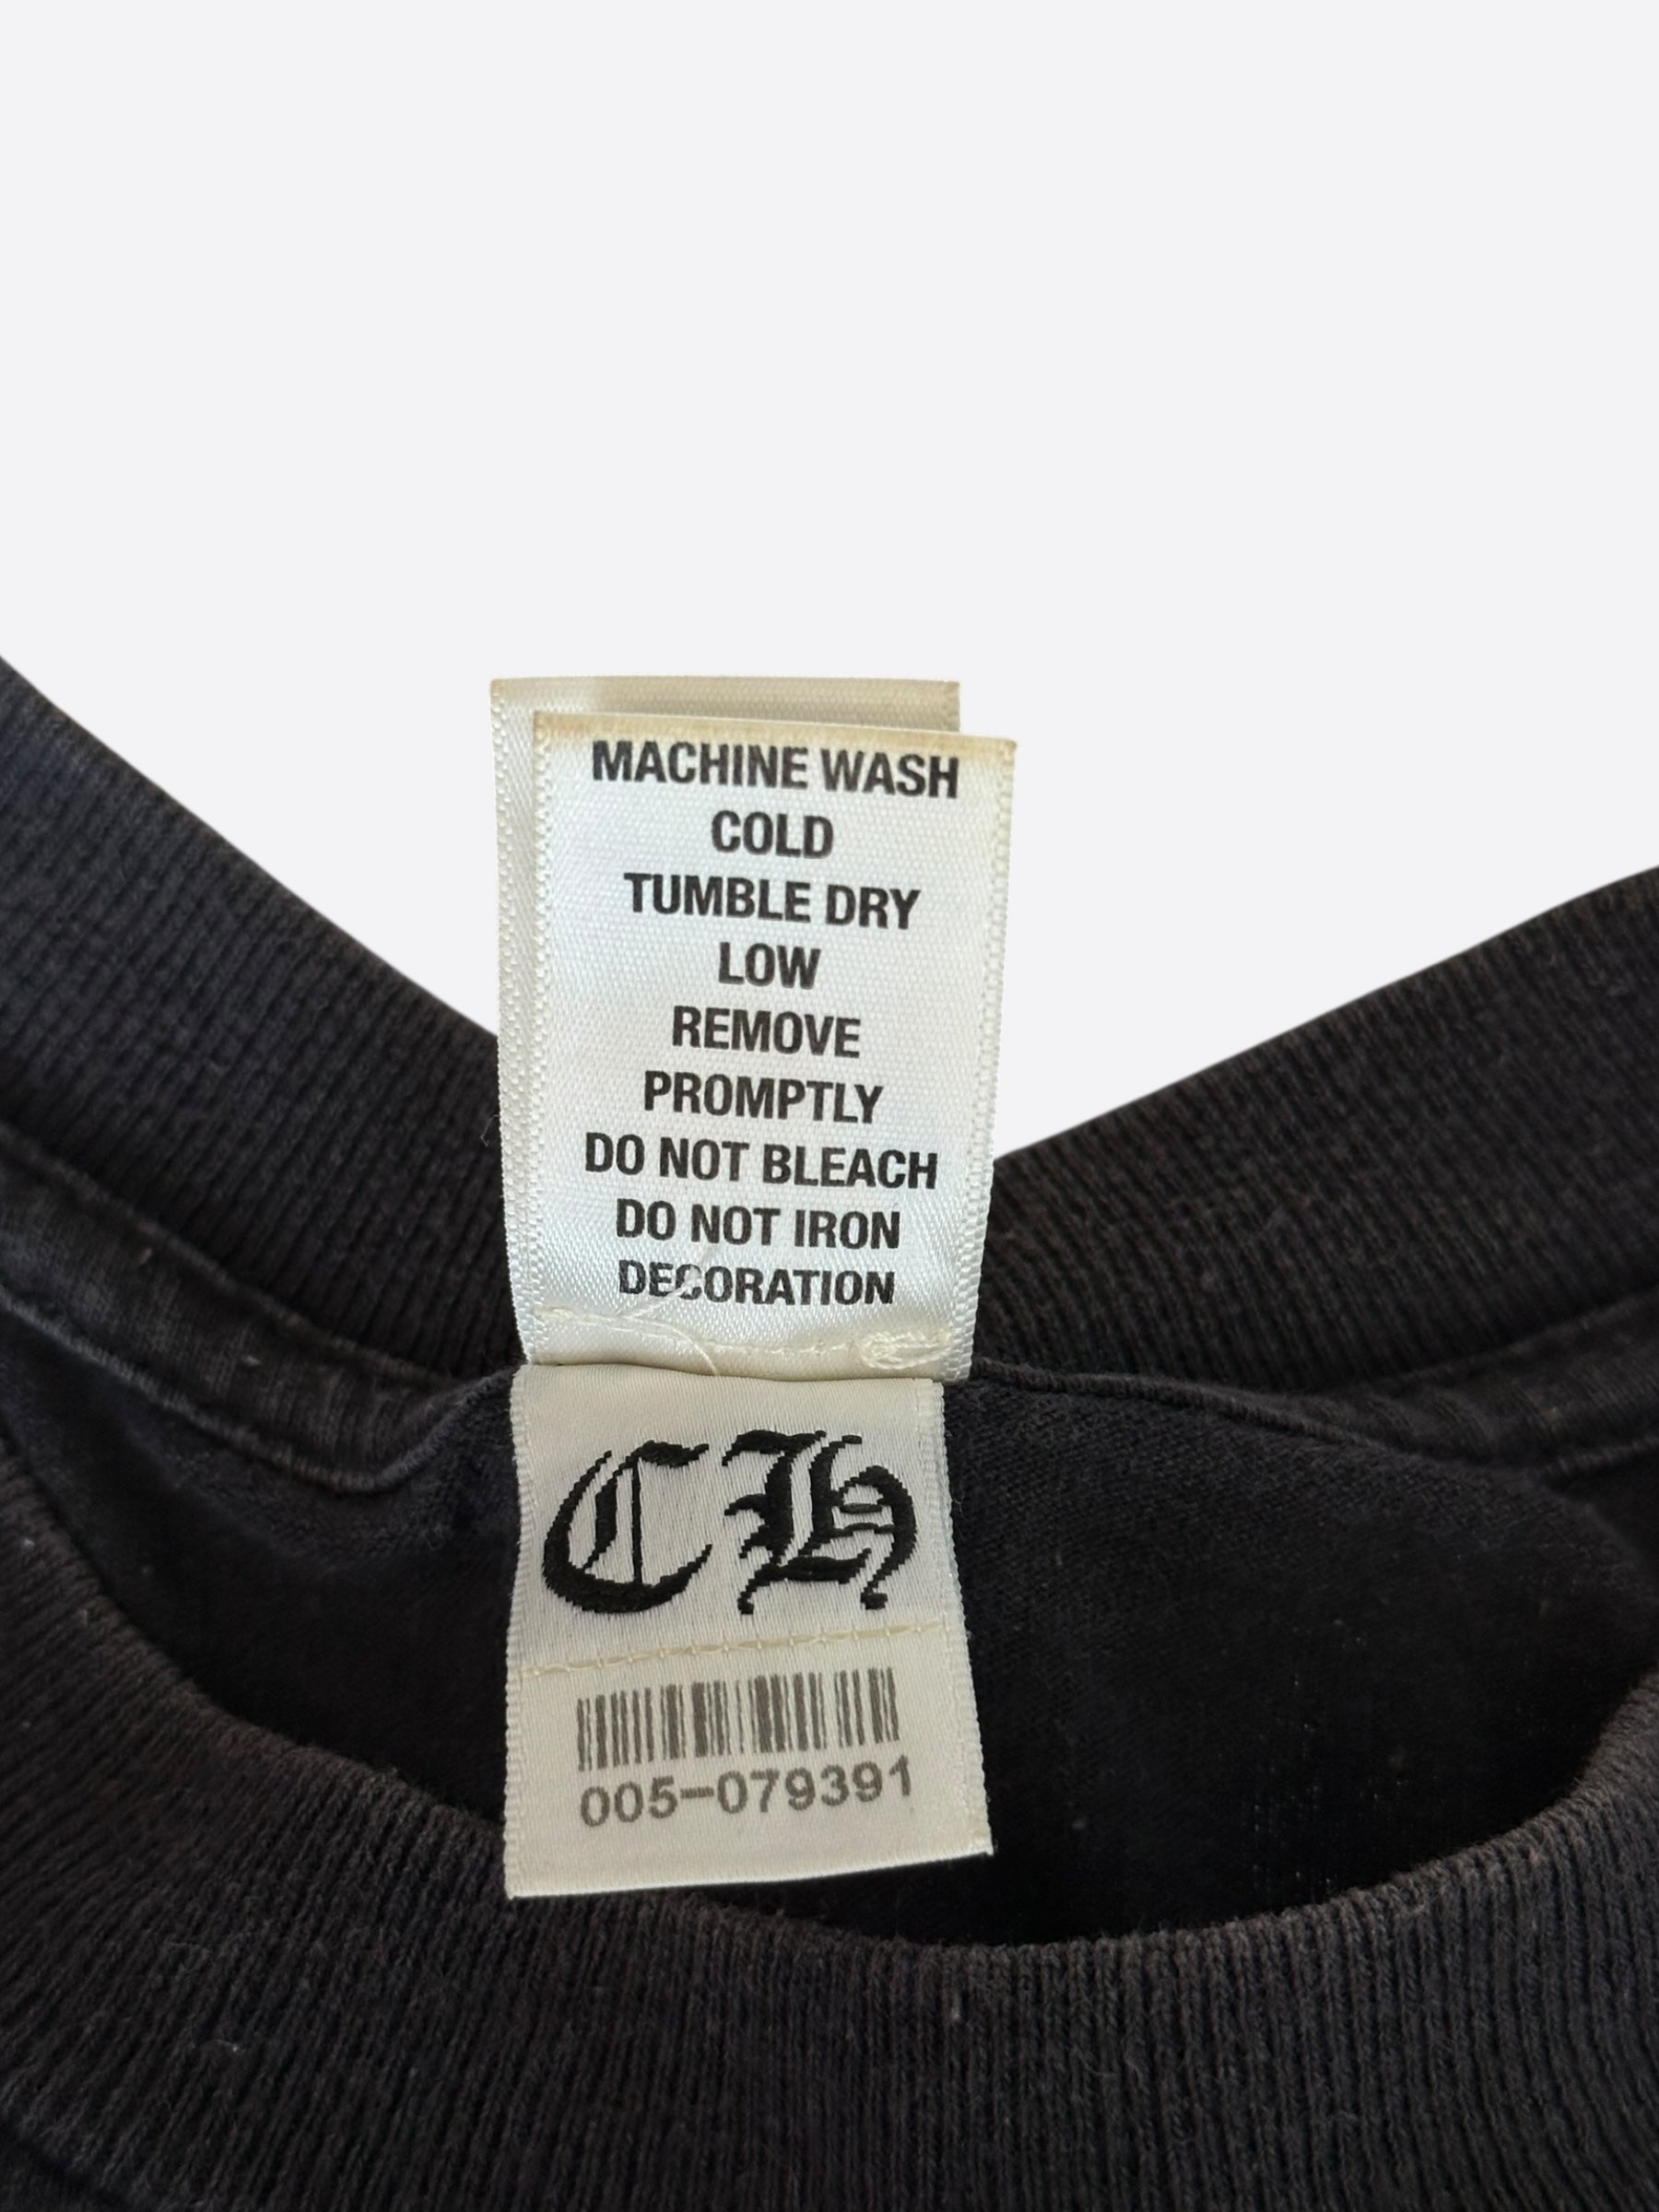 MACHINE WASH
COLD
TUMBLE DRY
LOW
REMOVE
PROMPTLY
DO NOT BLEACH
DO NOT IRON
DECORATION
CH
005-079391